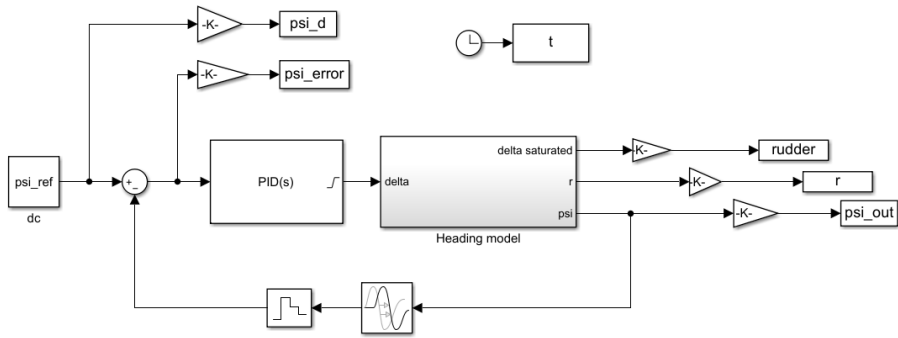 -K-
psi_d
t
-K-
psi_error
psi_ref
dc
+
_
PID(s)
delta
delta saturated
r
psi
Heading model
-K-
rudder
-K-
r
-K-
psi_out